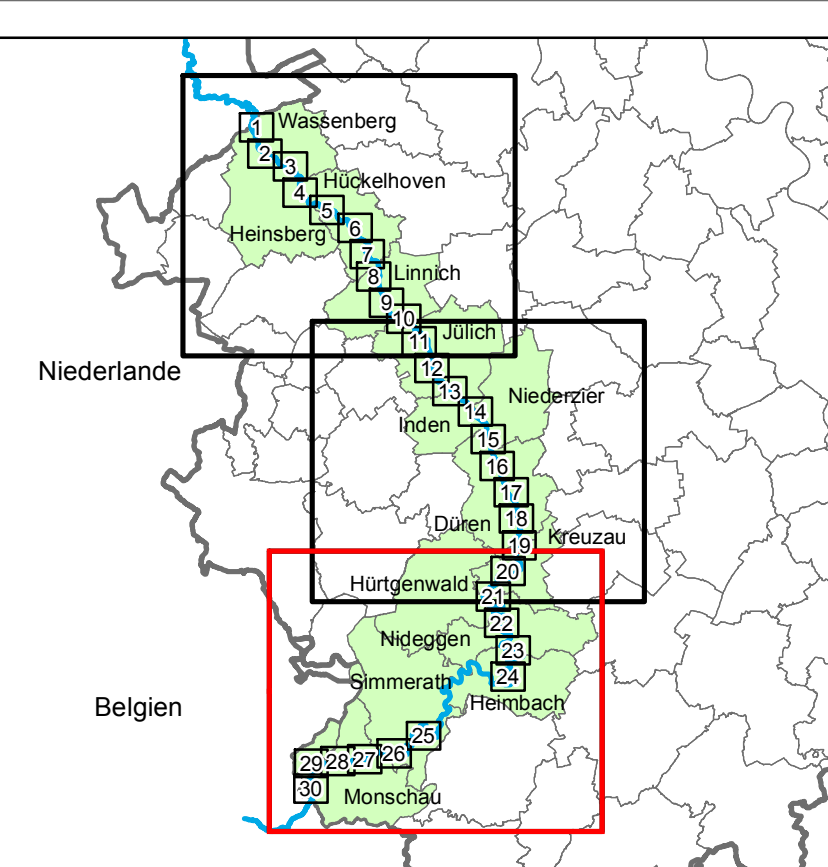 1
Wassenberg
2
3
Hückelhoven
4
5
6
Heinsberg
7
8
Linnich
9
10
Jülich
11
Niederlande
12
13
Niederzier
14
Inden
15
16
17
18
Düren
19
Kreuzau
20
Hürtgenwald
21
22
Nideggen
23
24
Simmerath
Heimbach
Belgien
25
26
27
28
29
30
Monschau